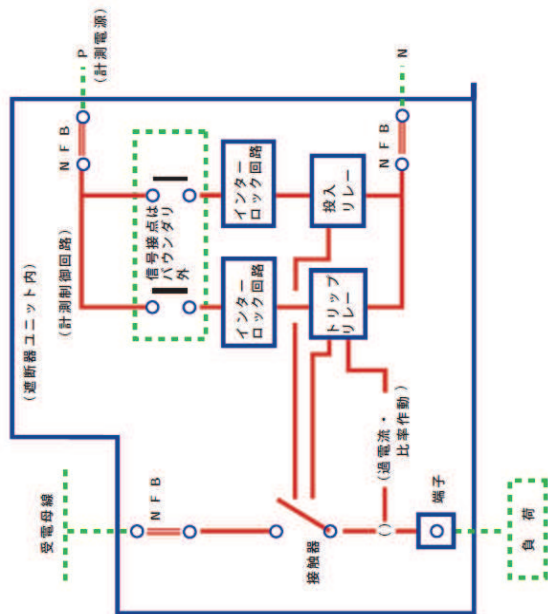 (遮断器ユニット内)
受電母線
NFB
接触器
端子
負荷
(過電流・
比率作動)
(計測制御回路)
NFB
信号接点は
バウンダリ
外
インター
ロック回路
インター
ロック回路
トリップ
リレー
投入
リレー
NFB
P
(計測電源)
N